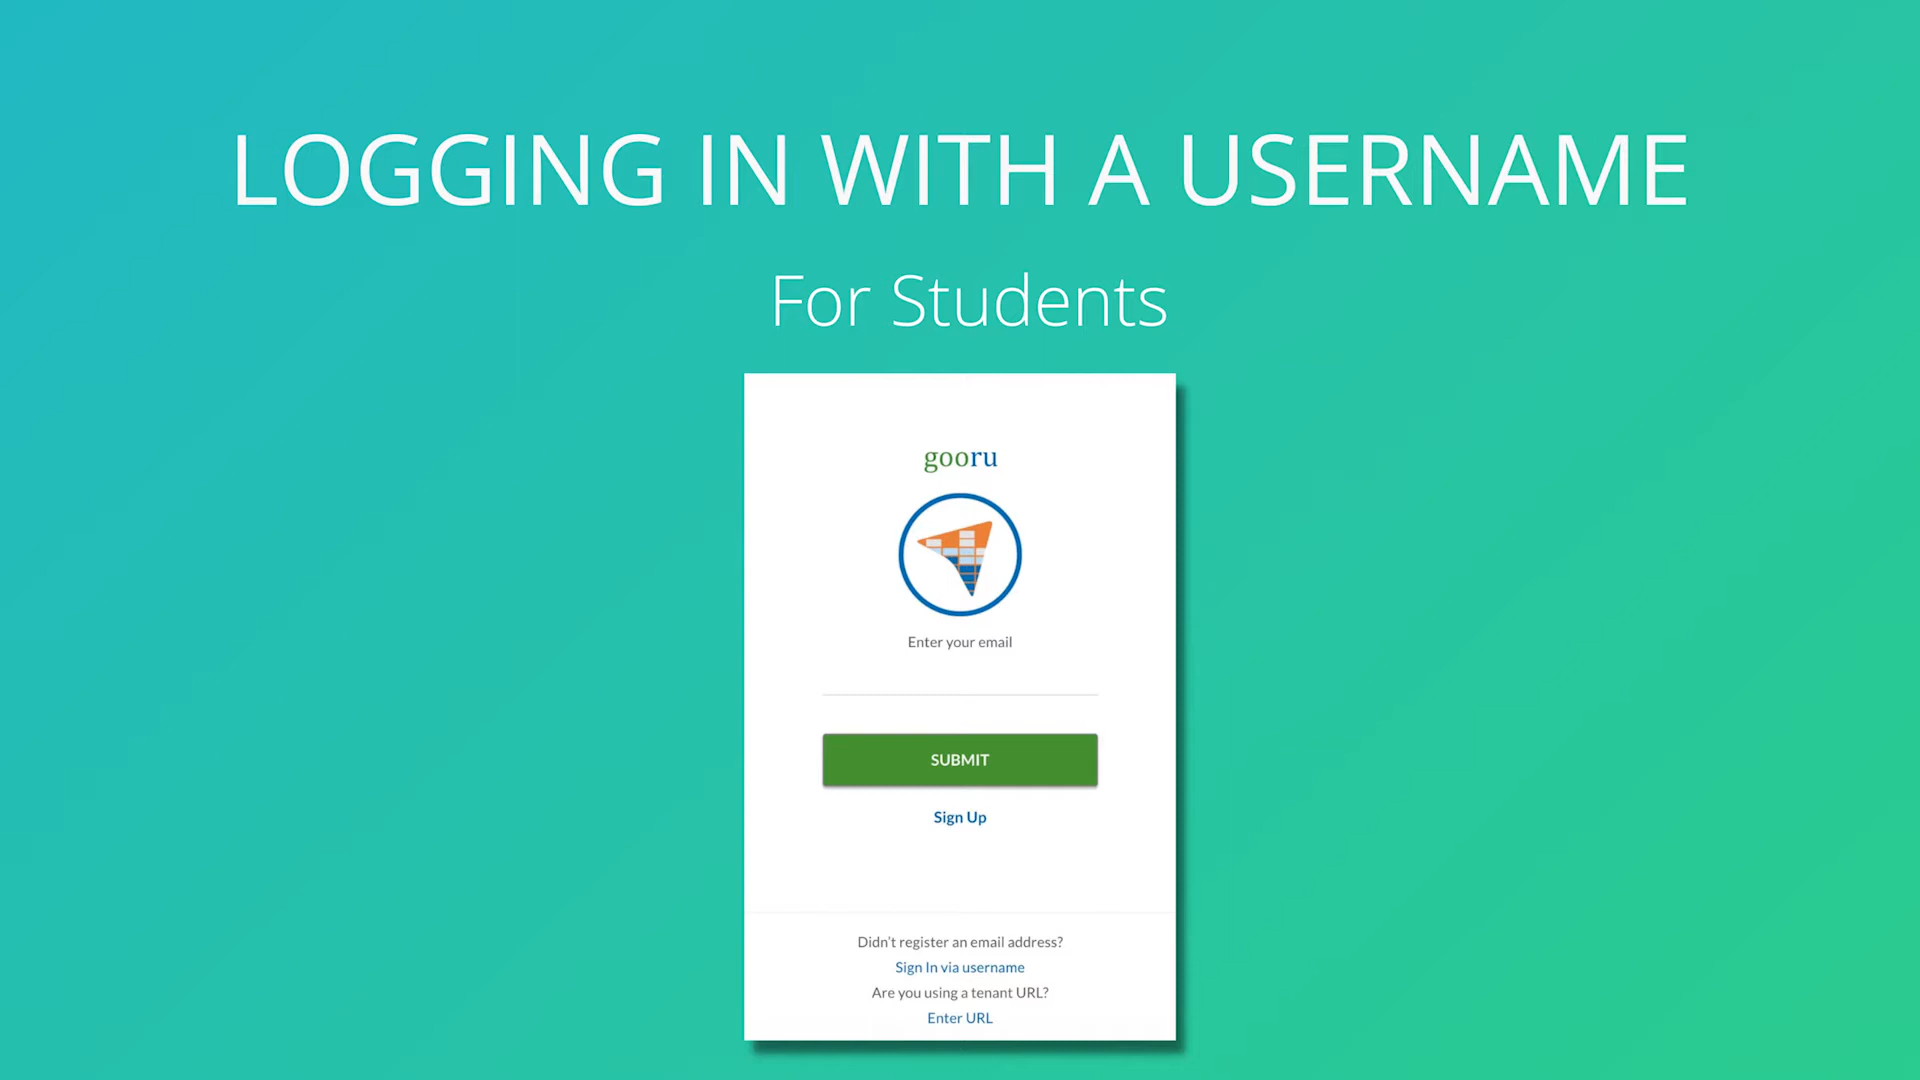 LOGGING IN WITH A USERNAME
For Students
gooru
Enter your email
SUBMIT
Sign Up
Didn't register an email address?
Sign In via username
Are you using a tenant URL?
Enter URL